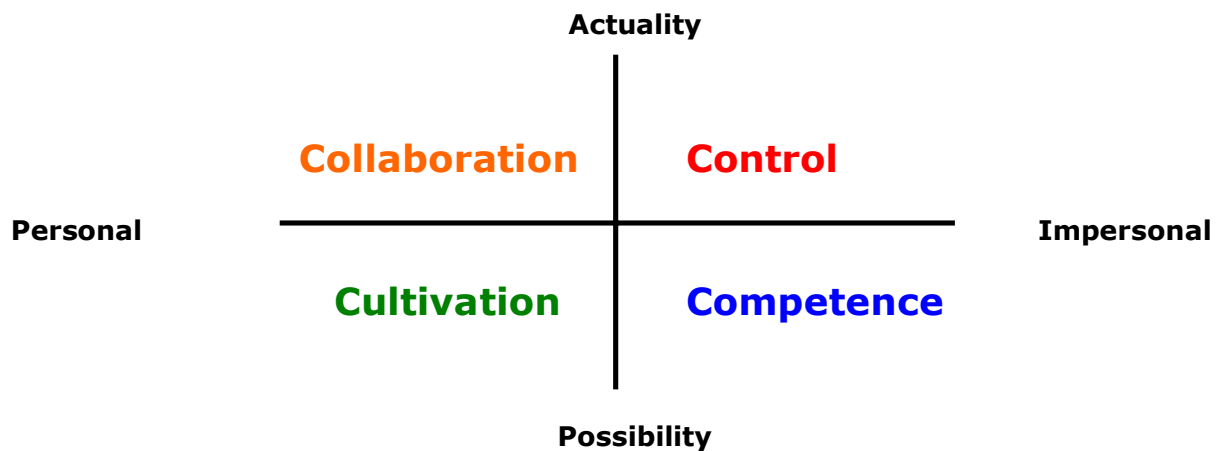 Actuality
Collaboration
Control
Personal
Impersonal
Cultivation
Competence
Possibility